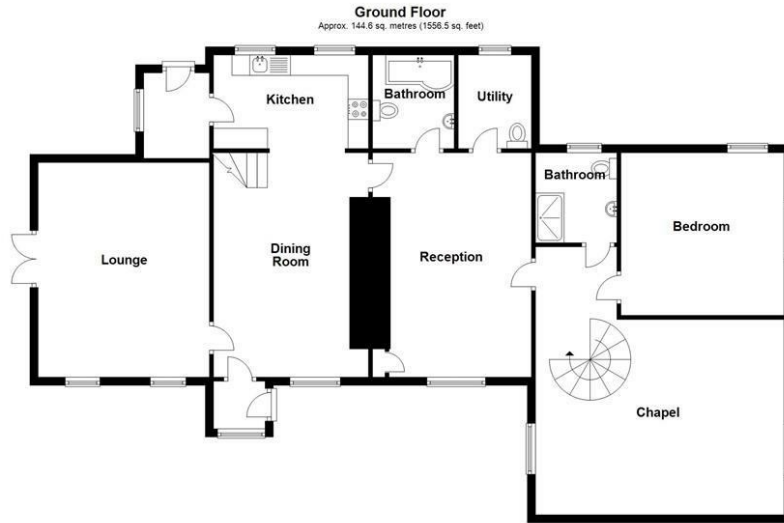 Ground Floor
Approx. 144.6 sq. metres (1556.5 sq. feet)
Kitchen
Bathroom
Utility
Bathroom
Bedroom
Lounge
Dining
Room
Reception
Chapel